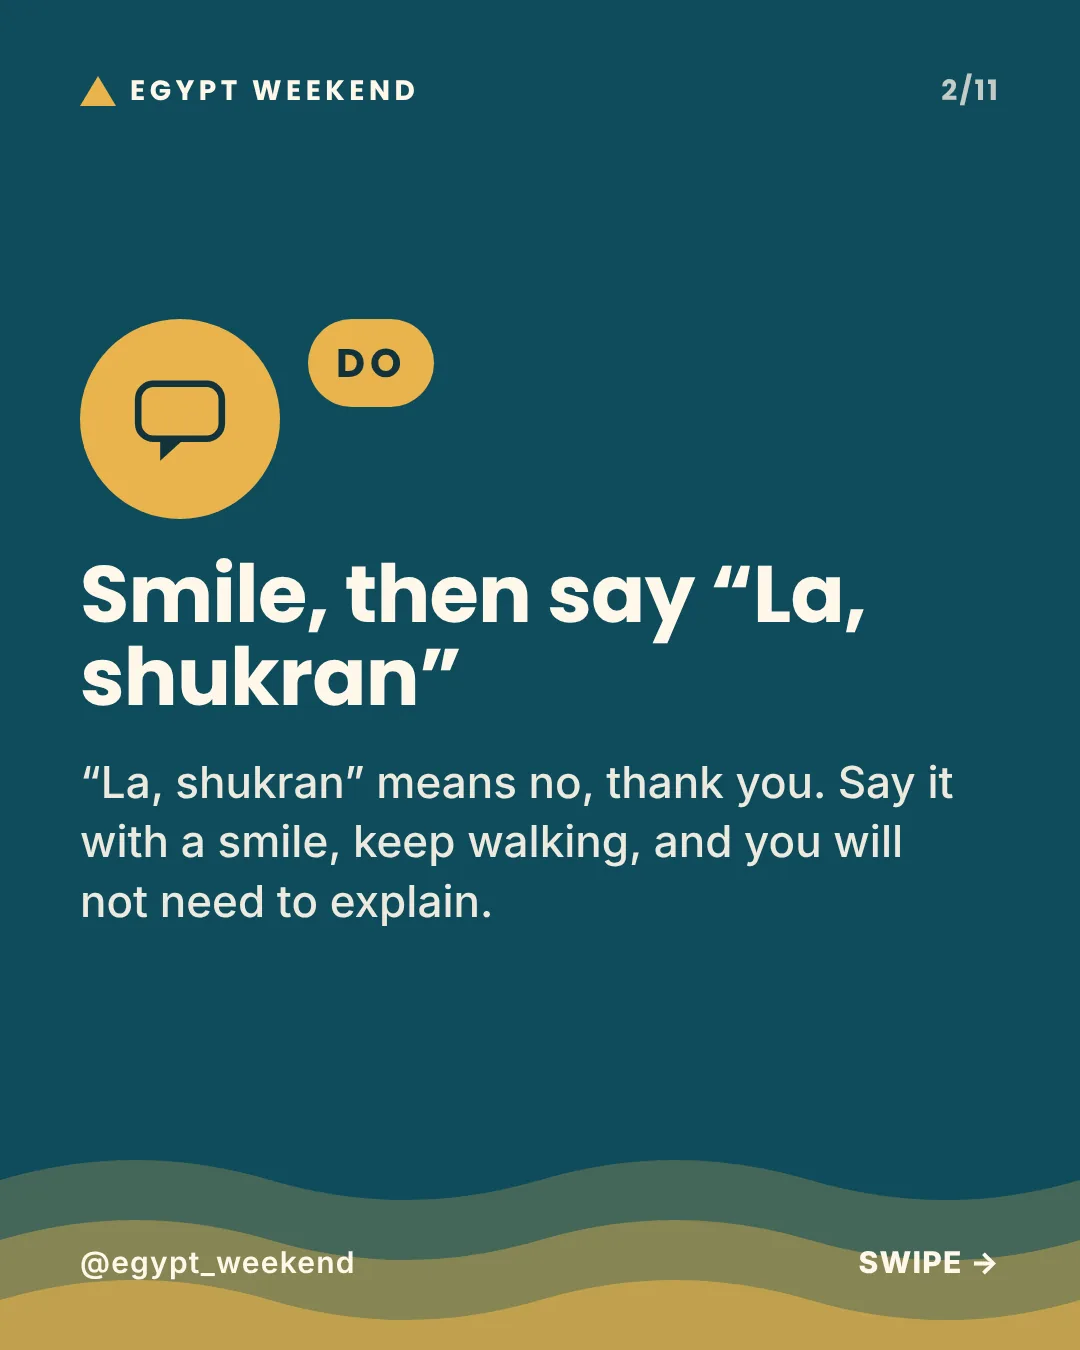 EGYPT WEEKEND
2/11
DO
Smile, then say “La,
shukran”
“La, shukran” means no, thank you. Say it
with a smile, keep walking, and you will
not need to explain.
@egypt_weekend
SWIPE →